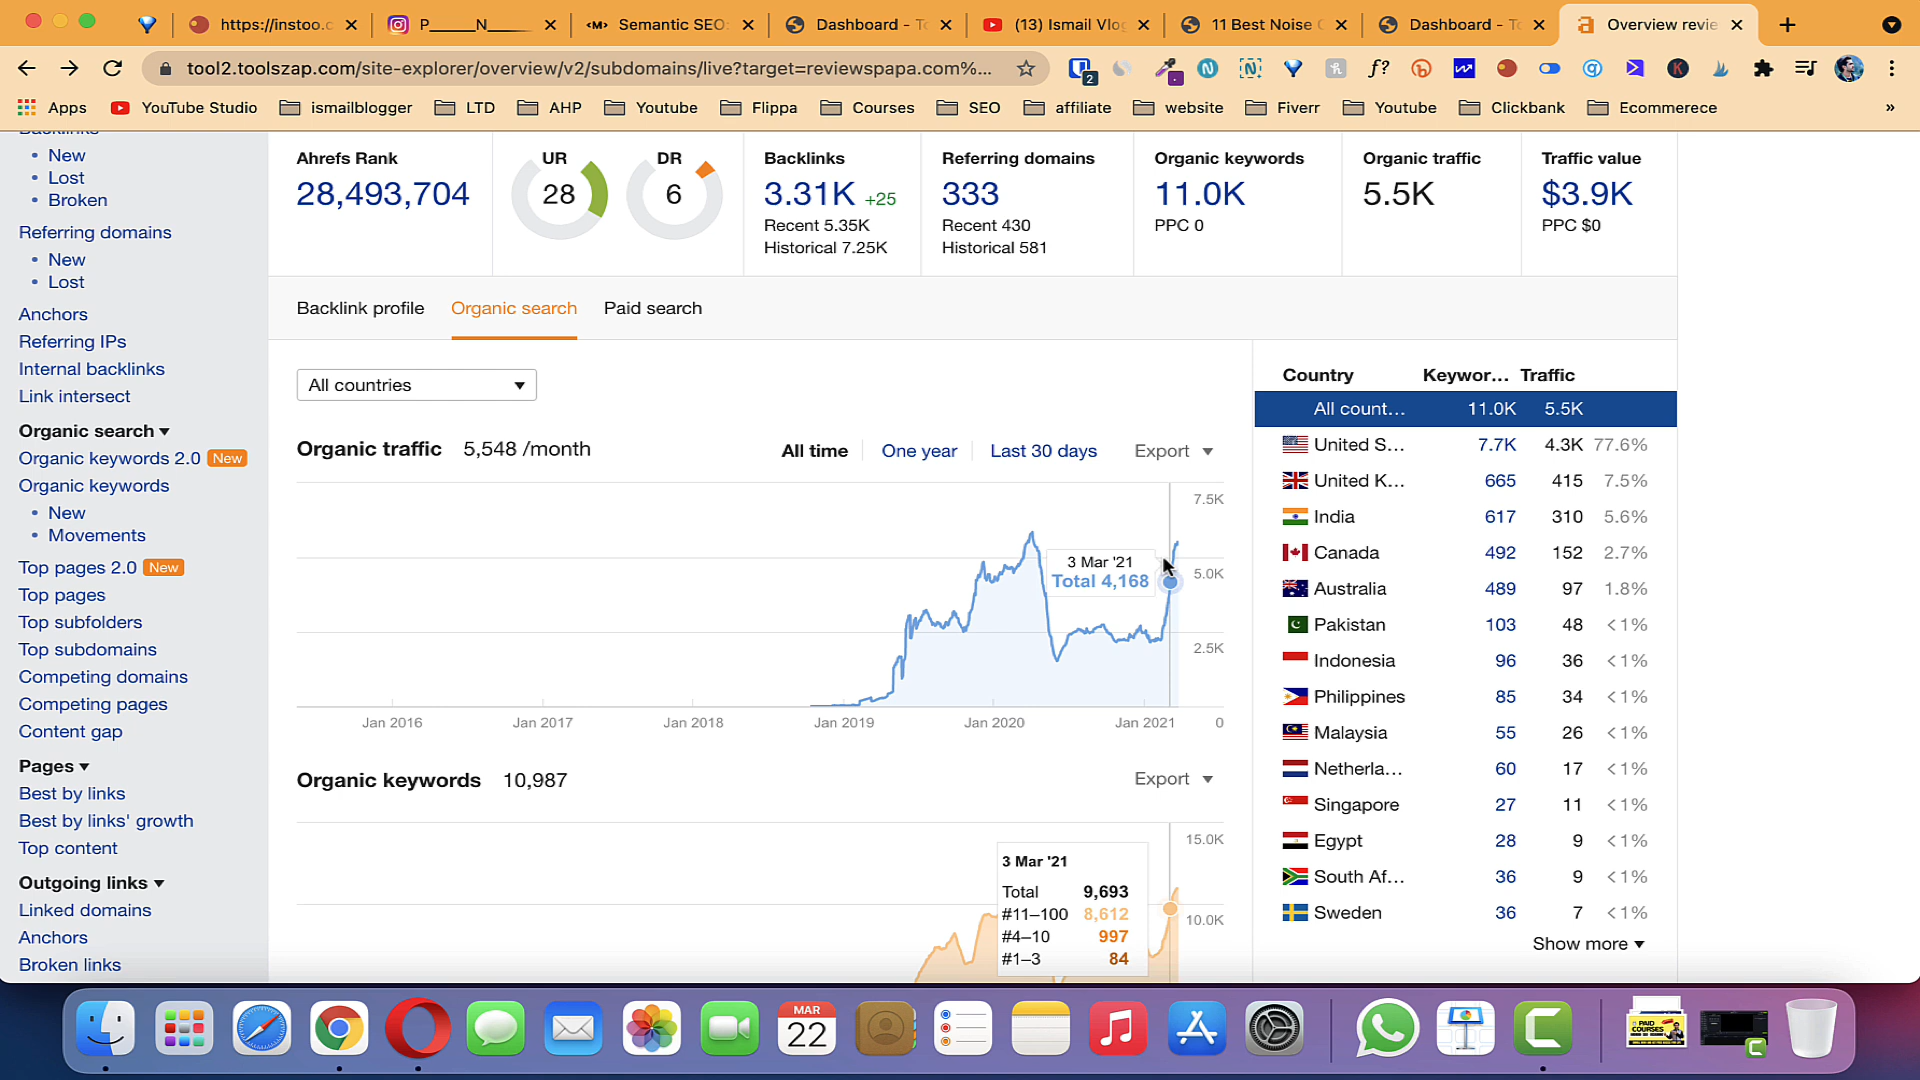 https://instoo.c
P_____N_____
<M> Semantic SEO:
Dashboard - To
(13) Ismail Vlo
11 Best Noise C
Dashboard - To
Overview revie
tool2.toolszap.com/site-explorer/overview/v2/subdomains/live?target=reviewspapa.com%...
2
f?
Apps
YouTube Studio
ismailblogger
LTD
AHP
Youtube
Flippa
Courses
SEO
affiliate
website
Fiverr
Youtube
Clickbank
Ecommerece
»
Backlinks
New
Lost
Broken
Referring domains
New
Lost
Anchors
Referring IPs
Internal backlinks
Link intersect
Organic search
Organic keywords 2.0 New
Organic keywords
New
Movements
Top pages 2.0 New
Top pages
Top subfolders
Top subdomains
Competing domains
Competing pages
Content gap
Pages
Best by links
Best by links' growth
Top content
Outgoing links
Linked domains
Anchors
Broken links
Ahrefs Rank
28,493,704
UR
28
DR
6
Backlinks
3.31K +25
Recent 5.35K
Historical 7.25K
Referring domains
333
Recent 430
Historical 581
Organic keywords
11.0K
PPC 0
Organic traffic
5.5K
Traffic value
$3.9K
PPC $0
Backlink profile
Organic search
Paid search
All countries
Organic traffic 5,548 /month
All time
One year
Last 30 days
Export
7.5K
5.0K
2.5K
0
3 Mar '21
Total 4,168
Jan 2016
Jan 2017
Jan 2018
Jan 2019
Jan 2020
Jan 2021
Organic keywords 10,987
Export
15.0K
10.0K
3 Mar '21
Total 9,693
#11–100 8,612
#4–10 997
#1–3 84
Country Keywor... Traffic
All count... 11.0K 5.5K
United S... 7.7K 4.3K 77.6%
United K... 665 415 7.5%
India 617 310 5.6%
Canada 492 152 2.7%
Australia 489 97 1.8%
Pakistan 103 48 <1%
Indonesia 96 36 <1%
Philippines 85 34 <1%
Malaysia 55 26 <1%
Netherla... 60 17 <1%
Singapore 27 11 <1%
Egypt 28 9 <1%
South Af... 36 9 <1%
Sweden 36 7 <1%
Show more
MAR
22
PAID
COURSES